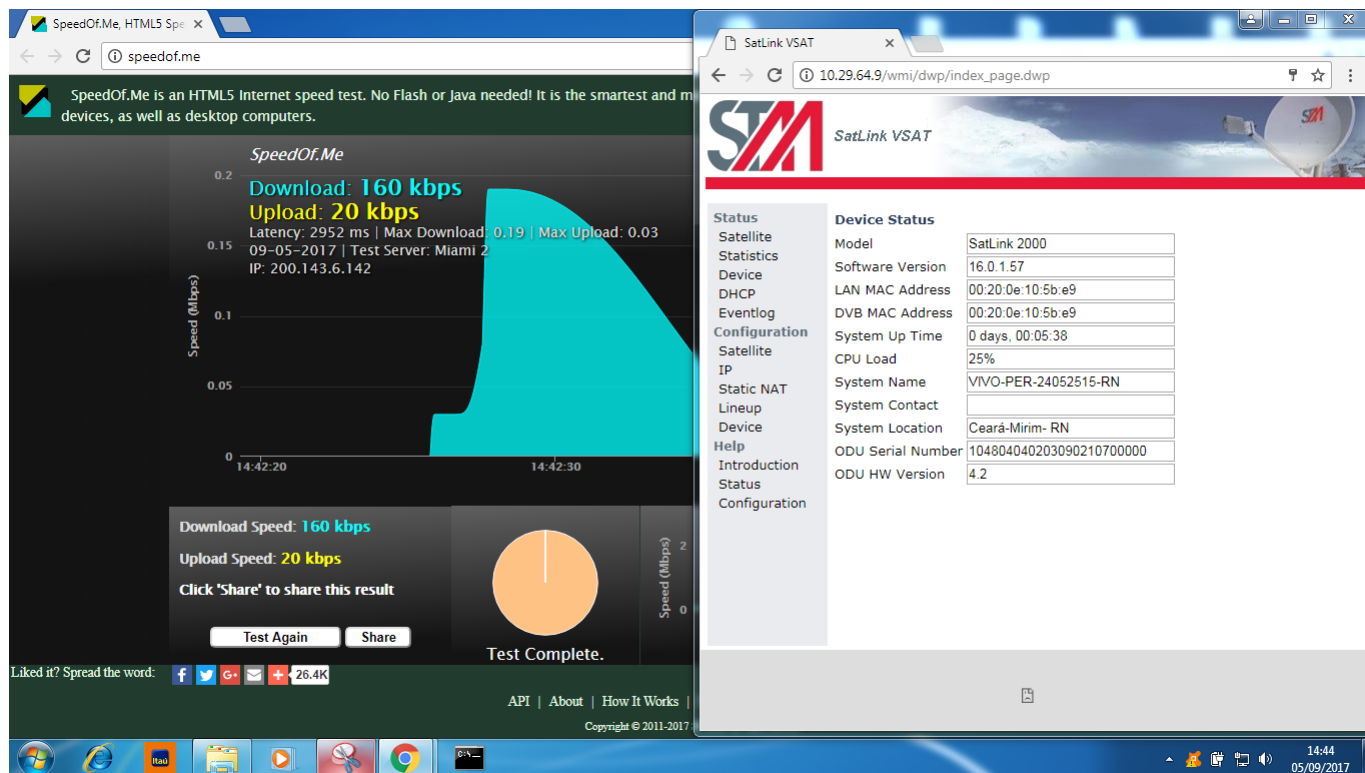 SpeedOf.Me, HTML5 Spe
speedof.me
SpeedOf.Me is an HTML5 Internet speed test. No Flash or Java needed! It is the smartest and m
devices, as well as desktop computers.
SpeedOf.Me
Download: 160 kbps
Upload: 20 kbps
Latency: 2952 ms | Max Download: 0.19 | Max Upload: 0.03
09-05-2017 | Test Server: Miami 2
IP: 200.143.6.142
Speed (Mbps)
0.2
0.15
0.1
0.05
0
14:42:20
14:42:30
Download Speed: 160 kbps
Upload Speed: 20 kbps
Click 'Share' to share this result
Test Again
Share
Test Complete.
Speed (Mbps)
2
0
Liked it? Spread the word:
f
G+
26.4K
API | About | How It Works |
Copyright © 2011-2017
SatLink VSAT
10.29.64.9/wmi/dwp/index_page.dwp
STM
SatLink VSAT
STM
Status
Satellite
Statistics
Device
DHCP
Eventlog
Configuration
Satellite
IP
Static NAT
Lineup
Device
Help
Introduction
Status
Configuration
Device Status
Model SatLink 2000
Software Version 16.0.1.57
LAN MAC Address 00:20:0e:10:5b:e9
DVB MAC Address 00:20:0e:10:5b:e9
System Up Time 0 days, 00:05:38
CPU Load 25%
System Name VIVO-PER-24052515-RN
System Contact
System Location Ceará-Mirim- RN
ODU Serial Number 104804040203090210700000
ODU HW Version 4.2
Itaú
C:\
14:44
05/09/2017